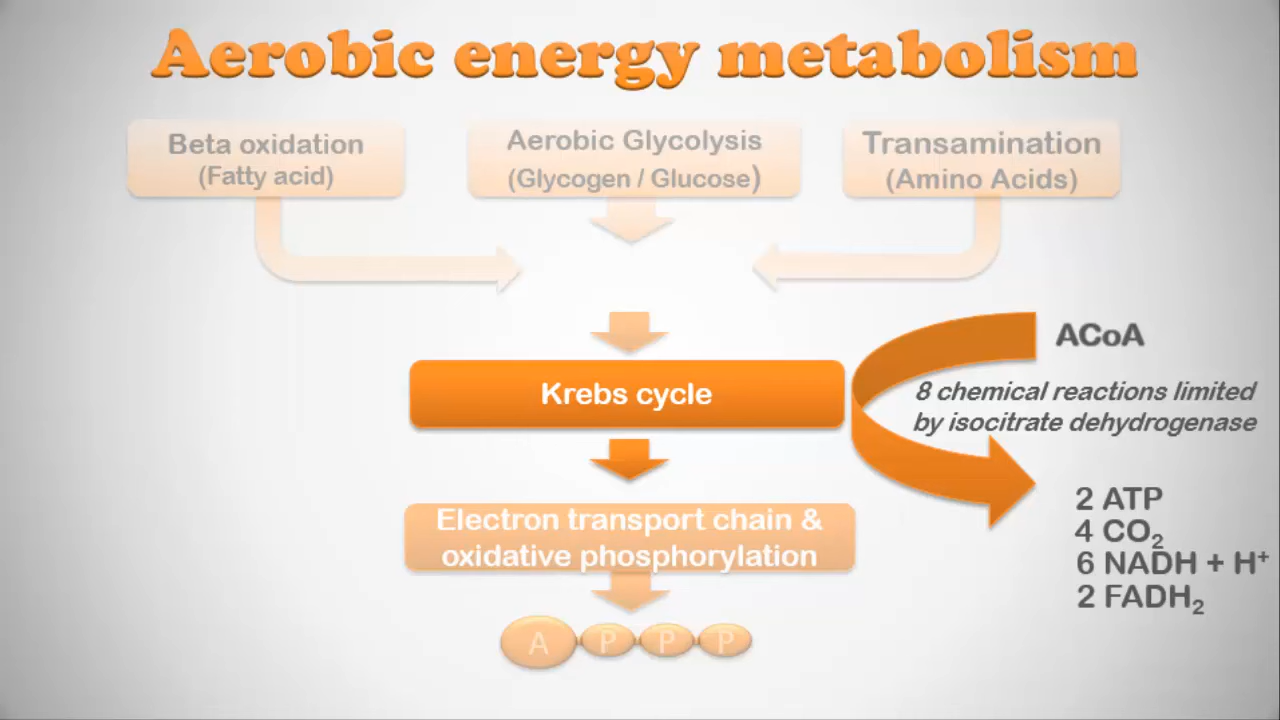 Aerobic energy metabolism
Beta oxidation
(Fatty acid)
Aerobic Glycolysis
(Glycogen / Glucose)
Transamination
(Amino Acids)
ACoA
Krebs cycle
8 chemical reactions limited
by isocitrate dehydrogenase
2 ATP
4 CO₂
6 NADH + H⁺
2 FADH₂
Electron transport chain &
oxidative phosphorylation
A P P P